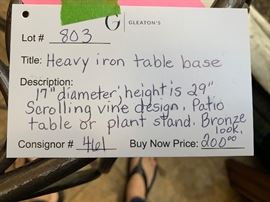 G GLEATON'S
Lot # 803
Title: Heavy iron table base
Description:
17" diameter, height is 29"
Scrolling vine design. Patio
table or plant stand. Bronze
look.
Consignor # 461 Buy Now Price: 200.00